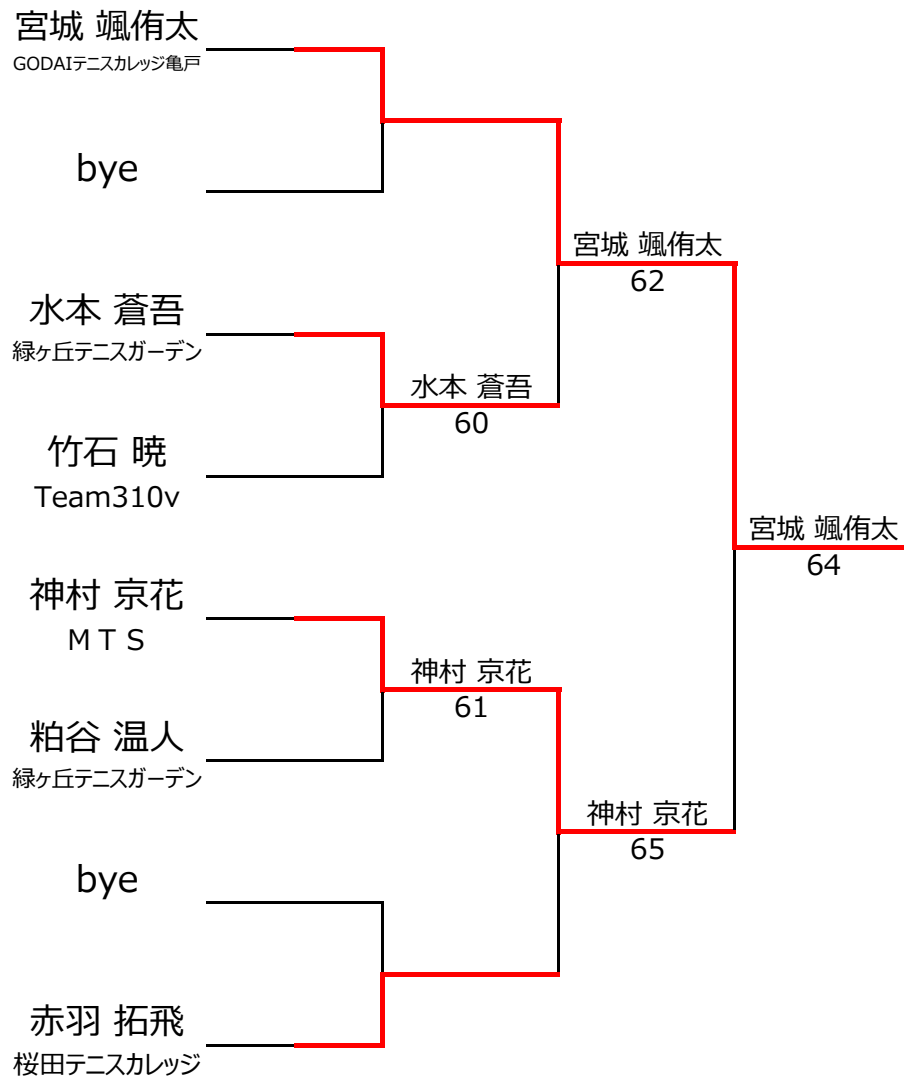 宮城 颯侑太
GODAIテニスカレッジ亀戸
bye
宮城 颯侑太
62
水本 蒼吾
緑ヶ丘テニスガーデン
水本 蒼吾
60
竹石 暁
Team310v
宮城 颯侑太
64
神村 京花
ＭＴＳ
神村 京花
61
粕谷 温人
緑ヶ丘テニスガーデン
神村 京花
65
bye
赤羽 拓飛
桜田テニスカレッジ